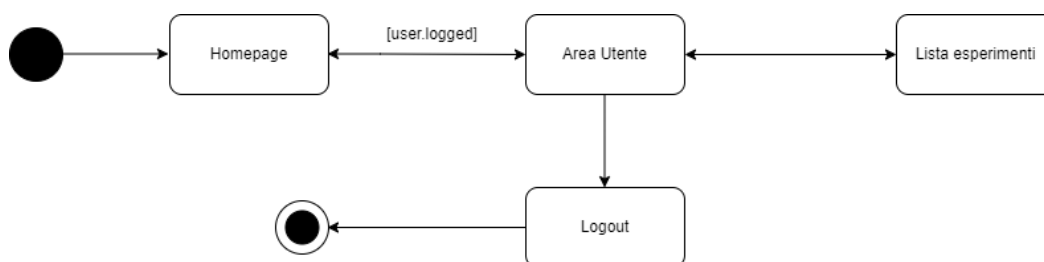 [user.logged]
Homepage
Area Utente
Lista esperimenti
Logout